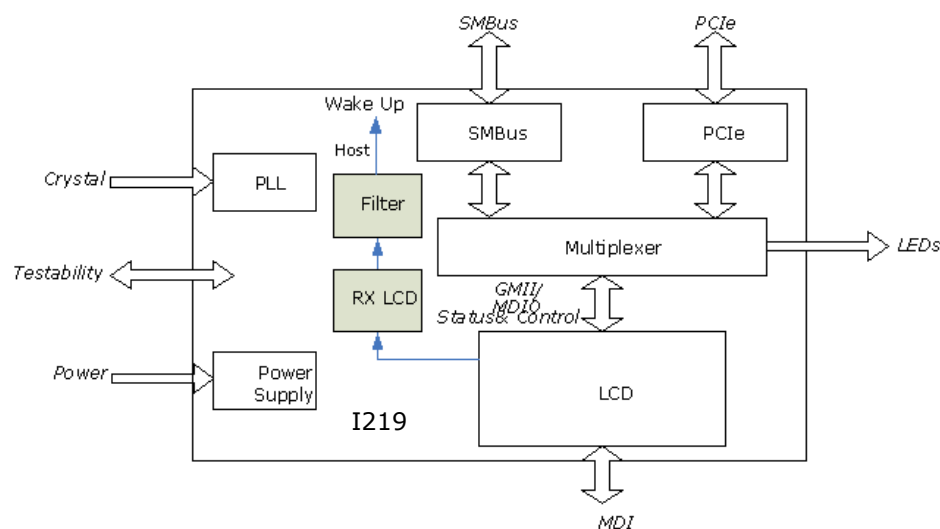 SMBus
PCIe
Wake Up
Host
SMBus
PCIe
Crystal
PLL
Filter
Multiplexer
LEDs
Testability
RX LCD
GMII/
MDIO
Status& Control
Power
Power
Supply
LCD
I219
MDI